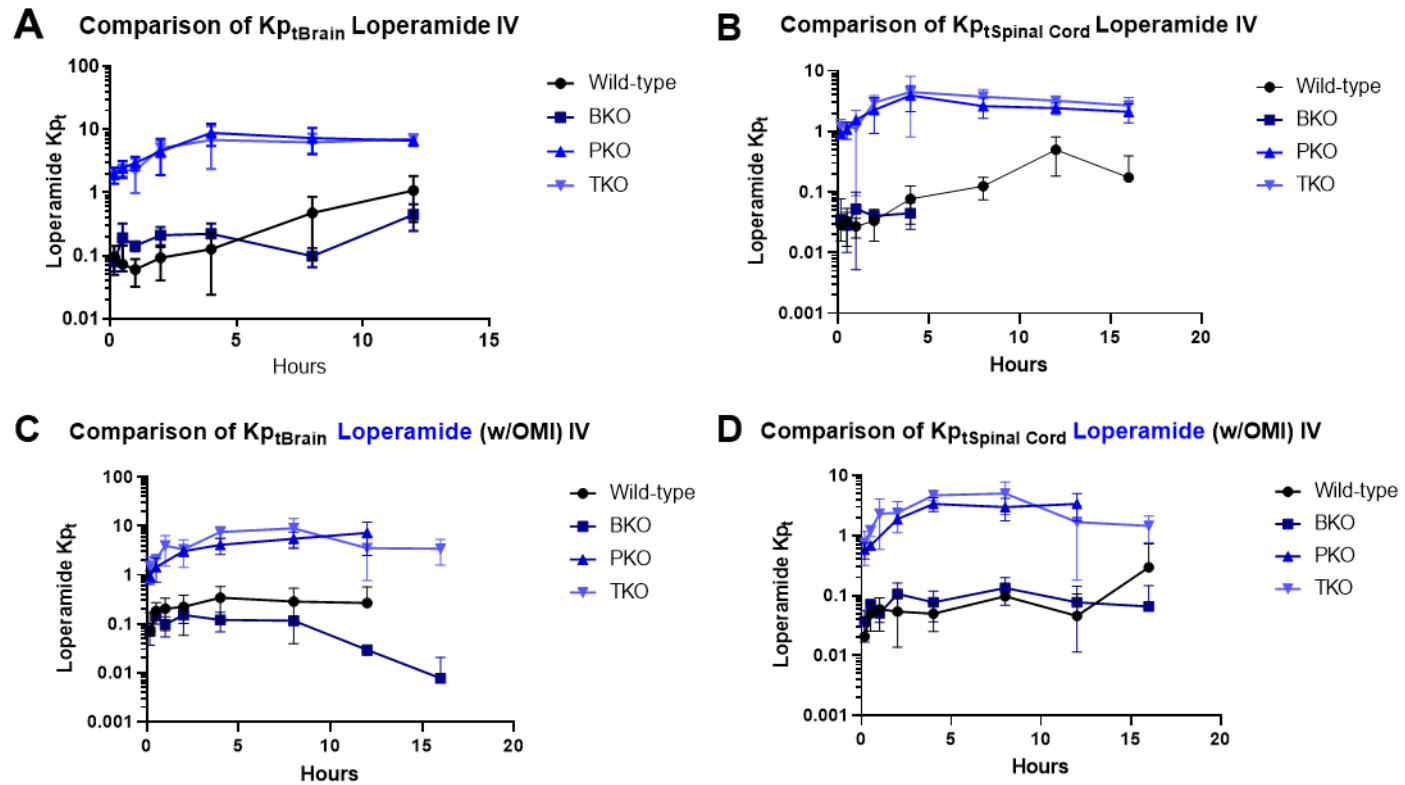 A Comparison of KptBrain Loperamide IV
Loperamide Kpt
100
10
1
0.1
0.01
0 5 10 15
Hours
Wild-type
BKO
PKO
TKO
B Comparison of KptSpinal Cord Loperamide IV
Loperamide Kpt
10
1
0.1
0.01
0.001
0 5 10 15 20
Hours
Wild-type
BKO
PKO
TKO
C Comparison of KptBrain Loperamide (w/OMI) IV
Loperamide Kpt
100
10
1
0.1
0.01
0.001
0 5 10 15 20
Hours
Wild-type
BKO
PKO
TKO
D Comparison of KptSpinal Cord Loperamide (w/OMI) IV
Loperamide Kpt
10
1
0.1
0.01
0.001
0 5 10 15 20
Hours
Wild-type
BKO
PKO
TKO